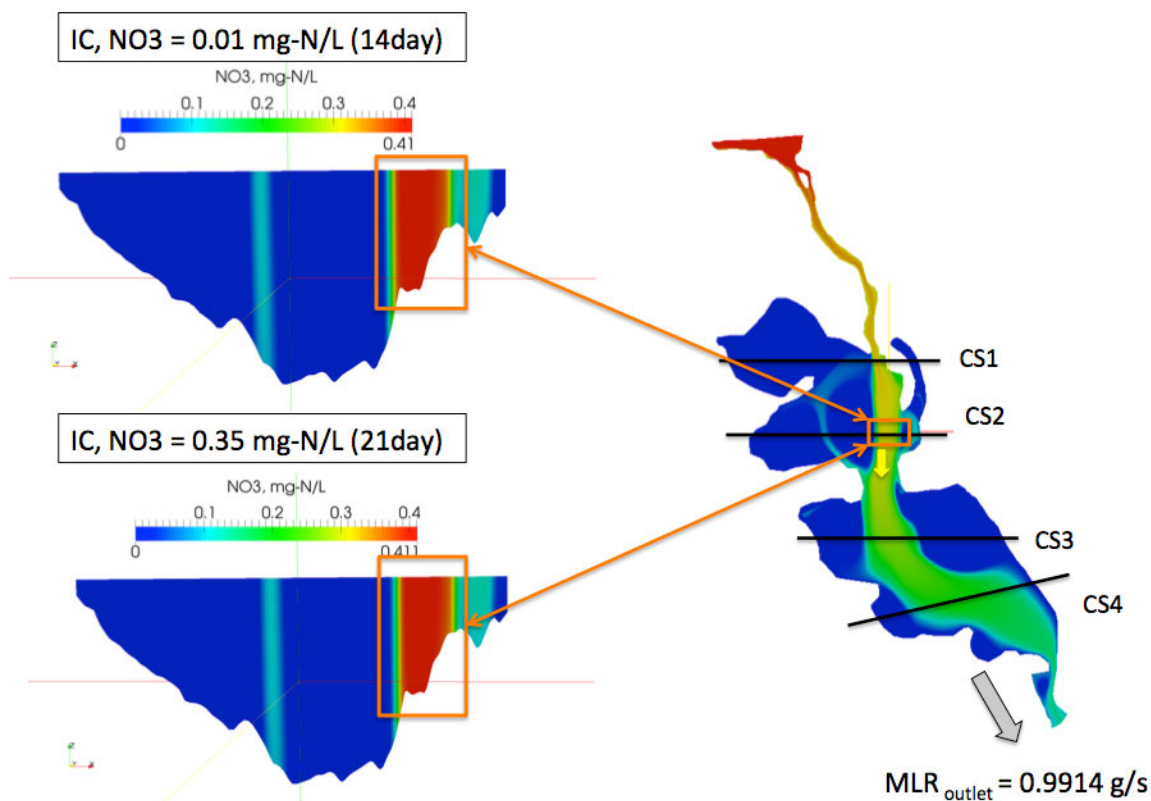 IC, NO3 = 0.01 mg-N/L (14day)
NO3, mg-N/L
0.1 0.2 0.3 0.4
0 0.41
IC, NO3 = 0.35 mg-N/L (21day)
NO3, mg-N/L
0.1 0.2 0.3 0.4
0 0.411
CS1
CS2
CS3
CS4
MLR outlet = 0.9914 g/s